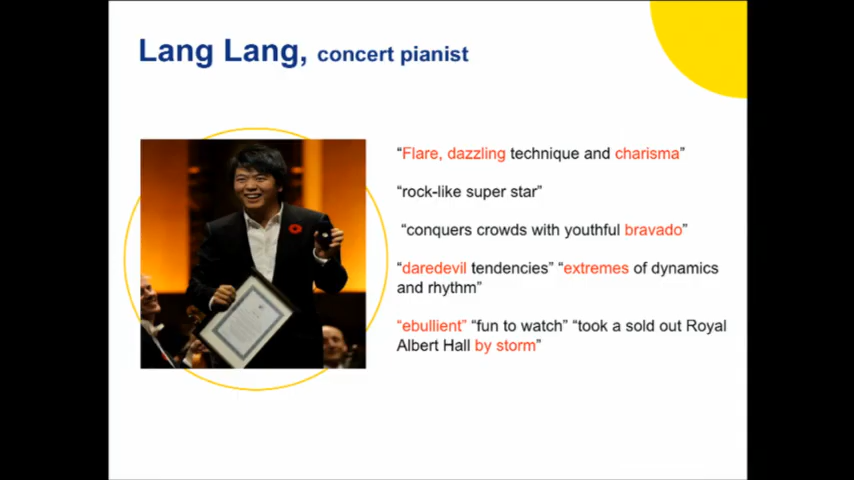 Lang Lang, concert pianist
“Flare, dazzling technique and charisma”
“rock-like super star”
“conquers crowds with youthful bravado”
“daredevil tendencies” “extremes of dynamics
and rhythm”
“ebullient” “fun to watch” “took a sold out Royal
Albert Hall by storm”